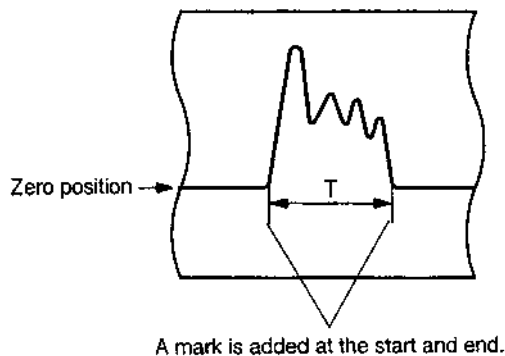 T
Zero position
A mark is added at the start and end.